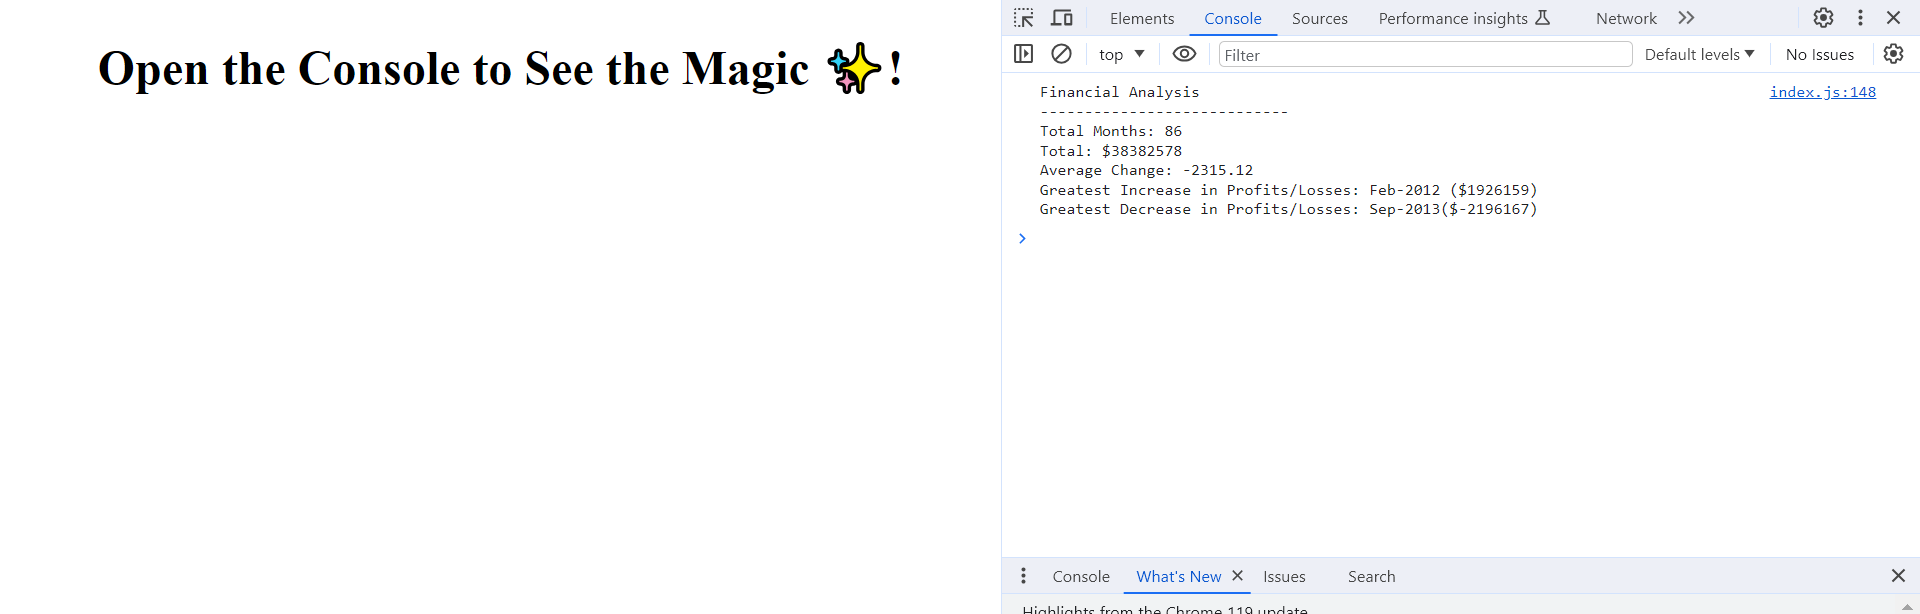 Open the Console to See the Magic ✨!
Elements Console Sources Performance insights Network
top Filter Default levels No Issues
Financial Analysis index.js:148
----------------------------
Total Months: 86
Total: $38382578
Average Change: -2315.12
Greatest Increase in Profits/Losses: Feb-2012 ($1926159)
Greatest Decrease in Profits/Losses: Sep-2013($-2196167)
Console What's New Issues Search
Highlights from the Chrome 119 update